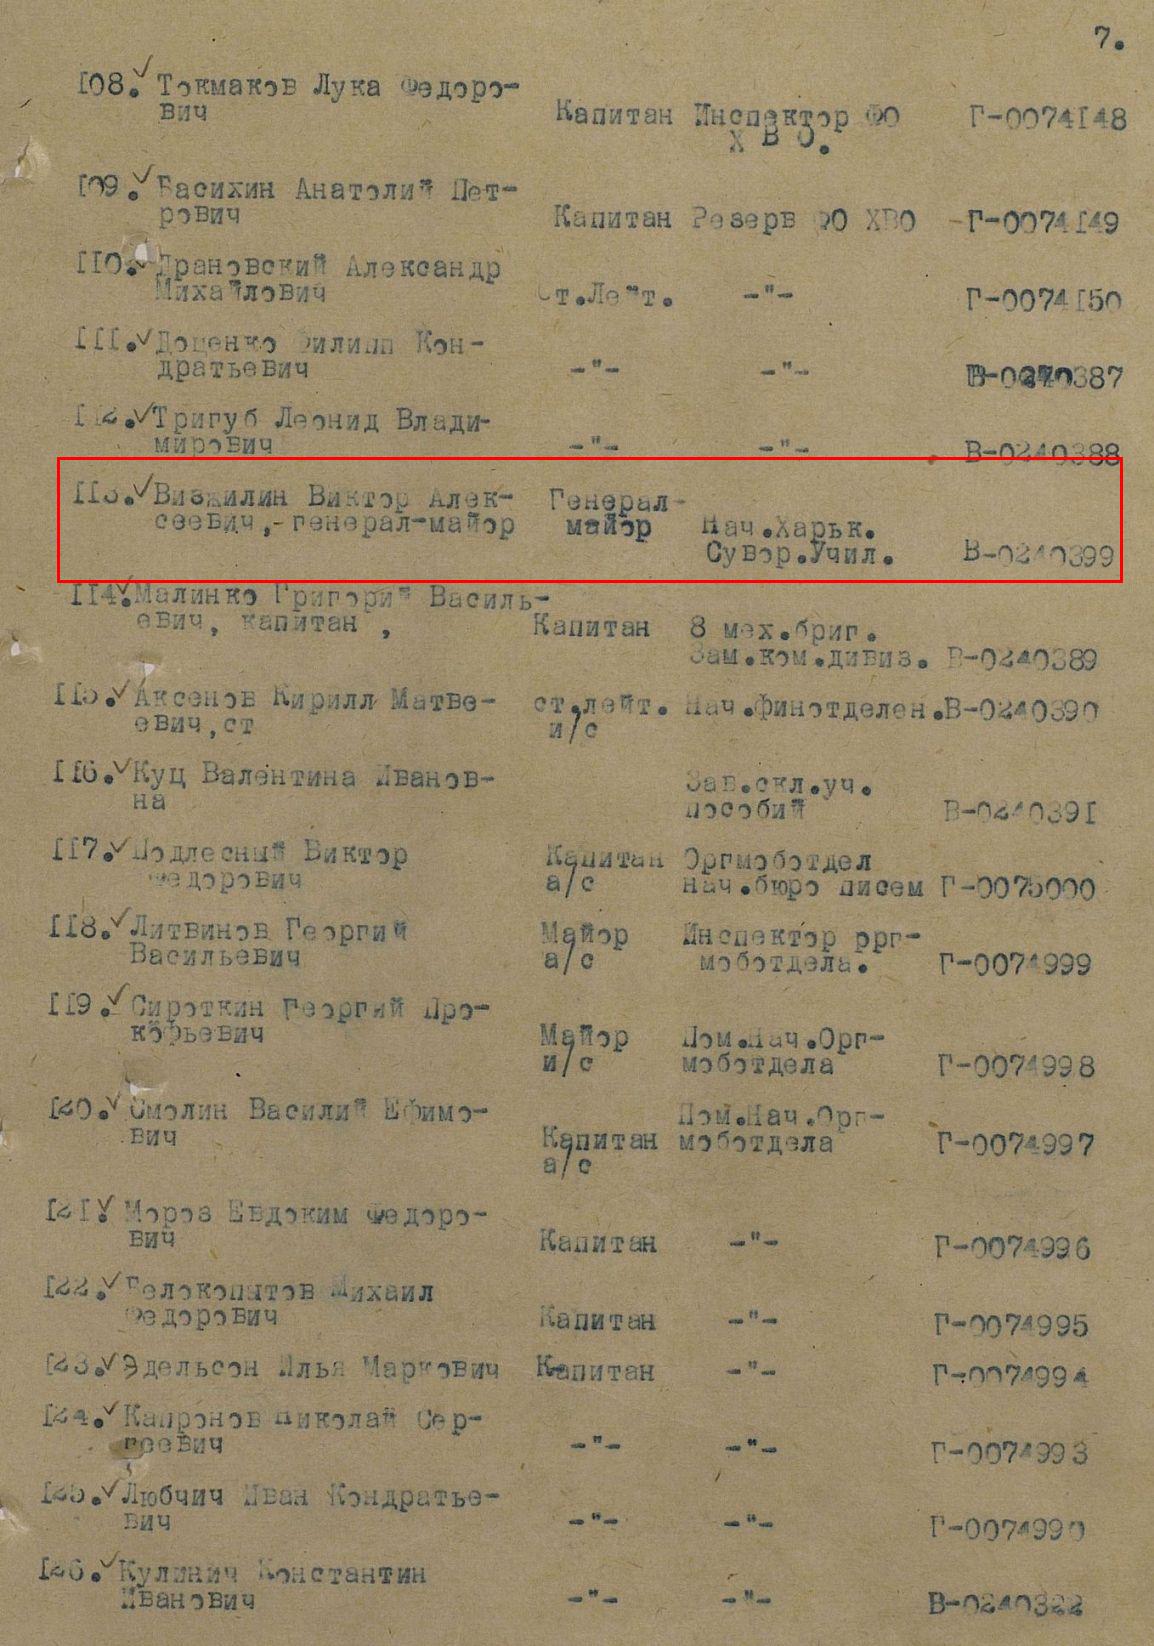 7.
108. Токмаков Лука Федоро-
вич Капитан Инспектор ФО Г-0074148
ХВО.
109. Басихин Анатолий Пет-
рович Капитан Резерв ФО ХВО -Г-0074149
110. Драновский Александр
Михайлович Ст.Лейт. -"- Г-0074150
111. Доценко Филипп Кон-
дратьевич -"- -"-
112. Тригуб Леонид Влади-
мирович -"- -"- В-0240388
113. Визжилин Виктор Алек- Генерал-
сеевич,-генерал-майор майор Нач.Харьк.
Сувор.Учил. В-0240399
114. Малинко Григорий Василь-
евич, капитан , Капитан 8 мех.бриг.
Зам.ком.дивиз. В-0240389
115. Аксенов Кирилл Матве- ст.лейт. Нач.финотделен.В-0240390
евич,ст и/с
116. Куц Валентина Иванов- Зав.скл.уч.
на пособий В-0240391
117. Подлесный Виктор Капитан Оргмоботдел
Федорович а/с нач.бюро писем Г-0075000
118. Литвинов Георгий Майор Инспектор орг-
Васильевич а/с моботдела. Г-0074999
119. Сироткин Георгий Про-
кофьевич Майор Пом.Нач.Орг-
и/с моботдела Г-0074998
120. Смолин Василий Ефимо- Пом.Нач.Орг-
вич Капитан моботдела Г-0074997
а/с
121. Мороз Евдоким Федоро-
вич Капитан -"- Г-0074996
122. Белокопытов Михаил
Федорович Капитан -"- Г-0074995
123. Эдельсон Илья Маркович Капитан -"- Г-0074994
124. Капронов Николай Сер-
геевич -"- -"- Г-0074993
125. Любчич Иван Кондратье-
вич -"- -"- Г-0074990
126. Кулинич Константин
Иванович -"- -"- В-0240322